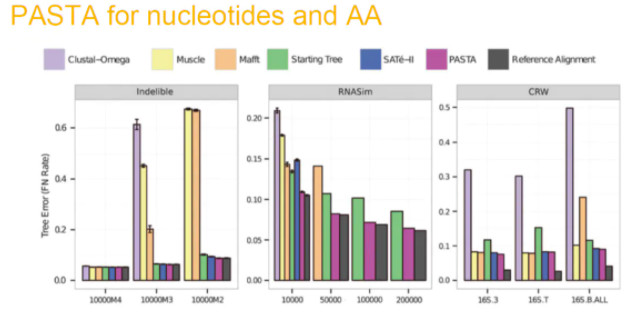 PASTA for nucleotides and AA
Clustal-Omega Muscle Mafft Starting Tree SATé-II PASTA Reference Alignment
Indelible RNASim CRW
Tree Error (FN Rate)
0.6
0.4
0.2
0.0
0.20
0.15
0.10
0.05
0.00
0.5
0.4
0.3
0.2
0.1
0.0
10000M4 10000M3 10000M2
10000 50000 100000 200000
16S.3 16S.T 16S.B.ALL